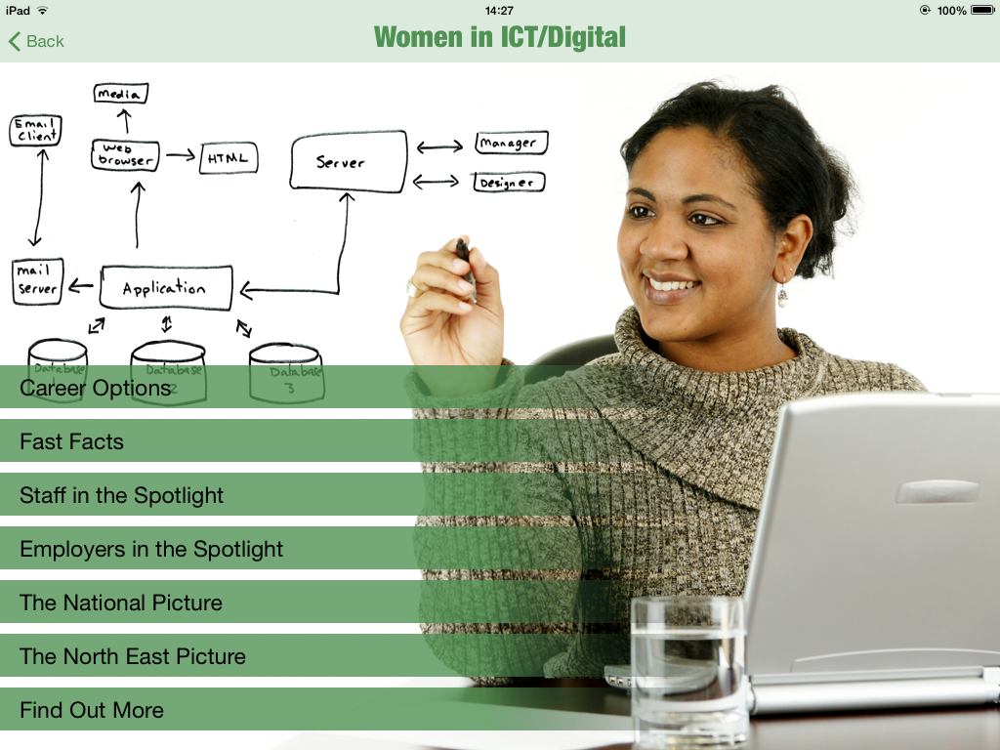 iPad 14:27 100%
Back
Women in ICT/Digital
Media
Email
Client
Web
browser
HTML
Server
Manager
Designer
Mail
Server
Application
Database
Database
2
Database
3
Career Options
Fast Facts
Staff in the Spotlight
Employers in the Spotlight
The National Picture
The North East Picture
Find Out More